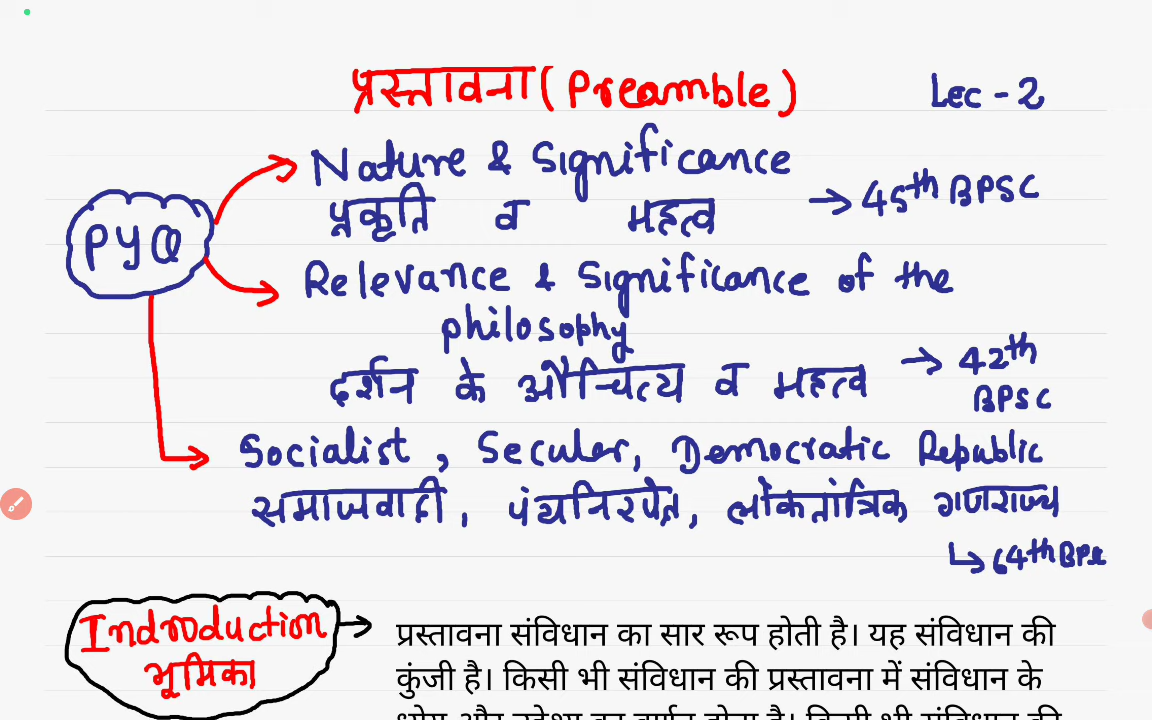 प्रस्तावना (Preamble)
Lec - 2
Nature & Significance
प्रकृति व महत्व → 45th BPSC
PYQ
Relevance & Significance of the
philosophy
दर्शन के औचित्य व महत्व → 42th
BPSC
Socialist, Secular, Democratic Republic
समाजवादी, पंथनिरपेक्ष, लोकतांत्रिक गणराज्य
↳ 64th BPSC
Indroduction →
भूमिका
प्रस्तावना संविधान का सार रूप होती है। यह संविधान की
कुंजी है। किसी भी संविधान की प्रस्तावना में संविधान के